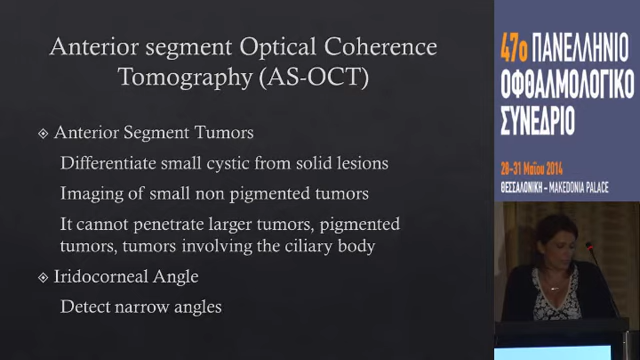 Anterior segment Optical Coherence
Tomography (AS-OCT)
Anterior Segment Tumors
Differentiate small cystic from solid lesions
Imaging of small non pigmented tumors
It cannot penetrate larger tumors, pigmented
tumors, tumors involving the ciliary body
Iridocorneal Angle
Detect narrow angles
47ο ΠΑΝΕΛΛΗΝΙΟ
ΟΦΘΑΛΜΟΛΟΓΙΚΟ
ΣΥΝΕΔΡΙΟ
28-31 Μαΐου 2014
ΘΕΣΣΑΛΟΝΙΚΗ – MAKEDONIA PALACE